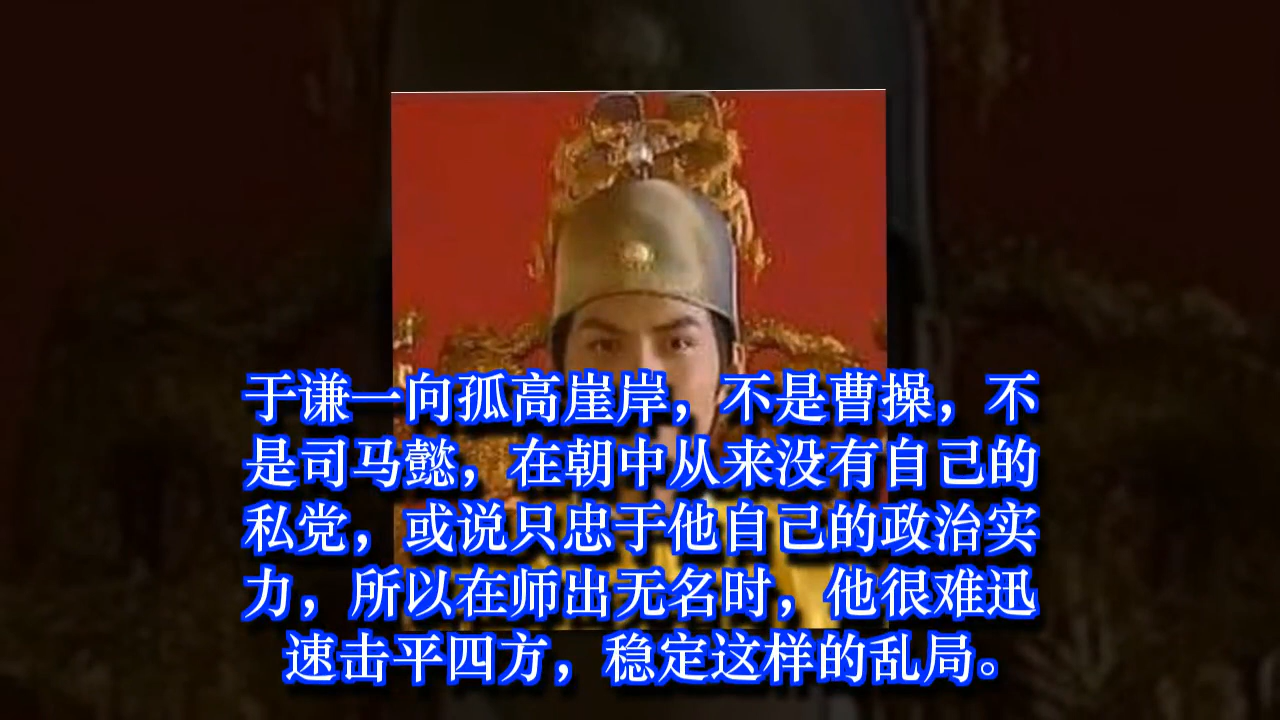 于谦一向孤高崖岸，不是曹操，不
是司马懿，在朝中从来没有自己的
私党，或说只忠于他自己的政治实
力，所以在师出无名时，他很难迅
速击平四方，稳定这样的乱局。